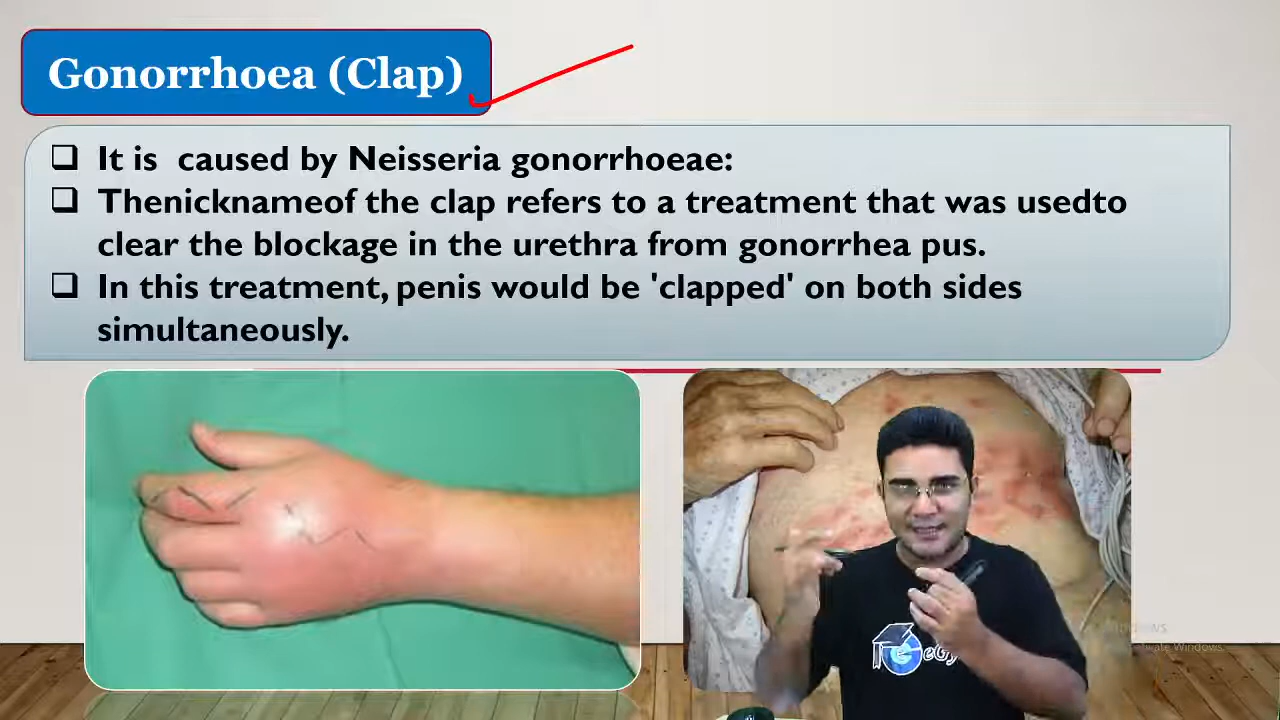 Gonorrhoea (Clap)
❑ It is caused by Neisseria gonorrhoeae:
❑ Thenicknameof the clap refers to a treatment that was usedto
clear the blockage in the urethra from gonorrhea pus.
❑ In this treatment, penis would be 'clapped' on both sides
simultaneously.
Windows.